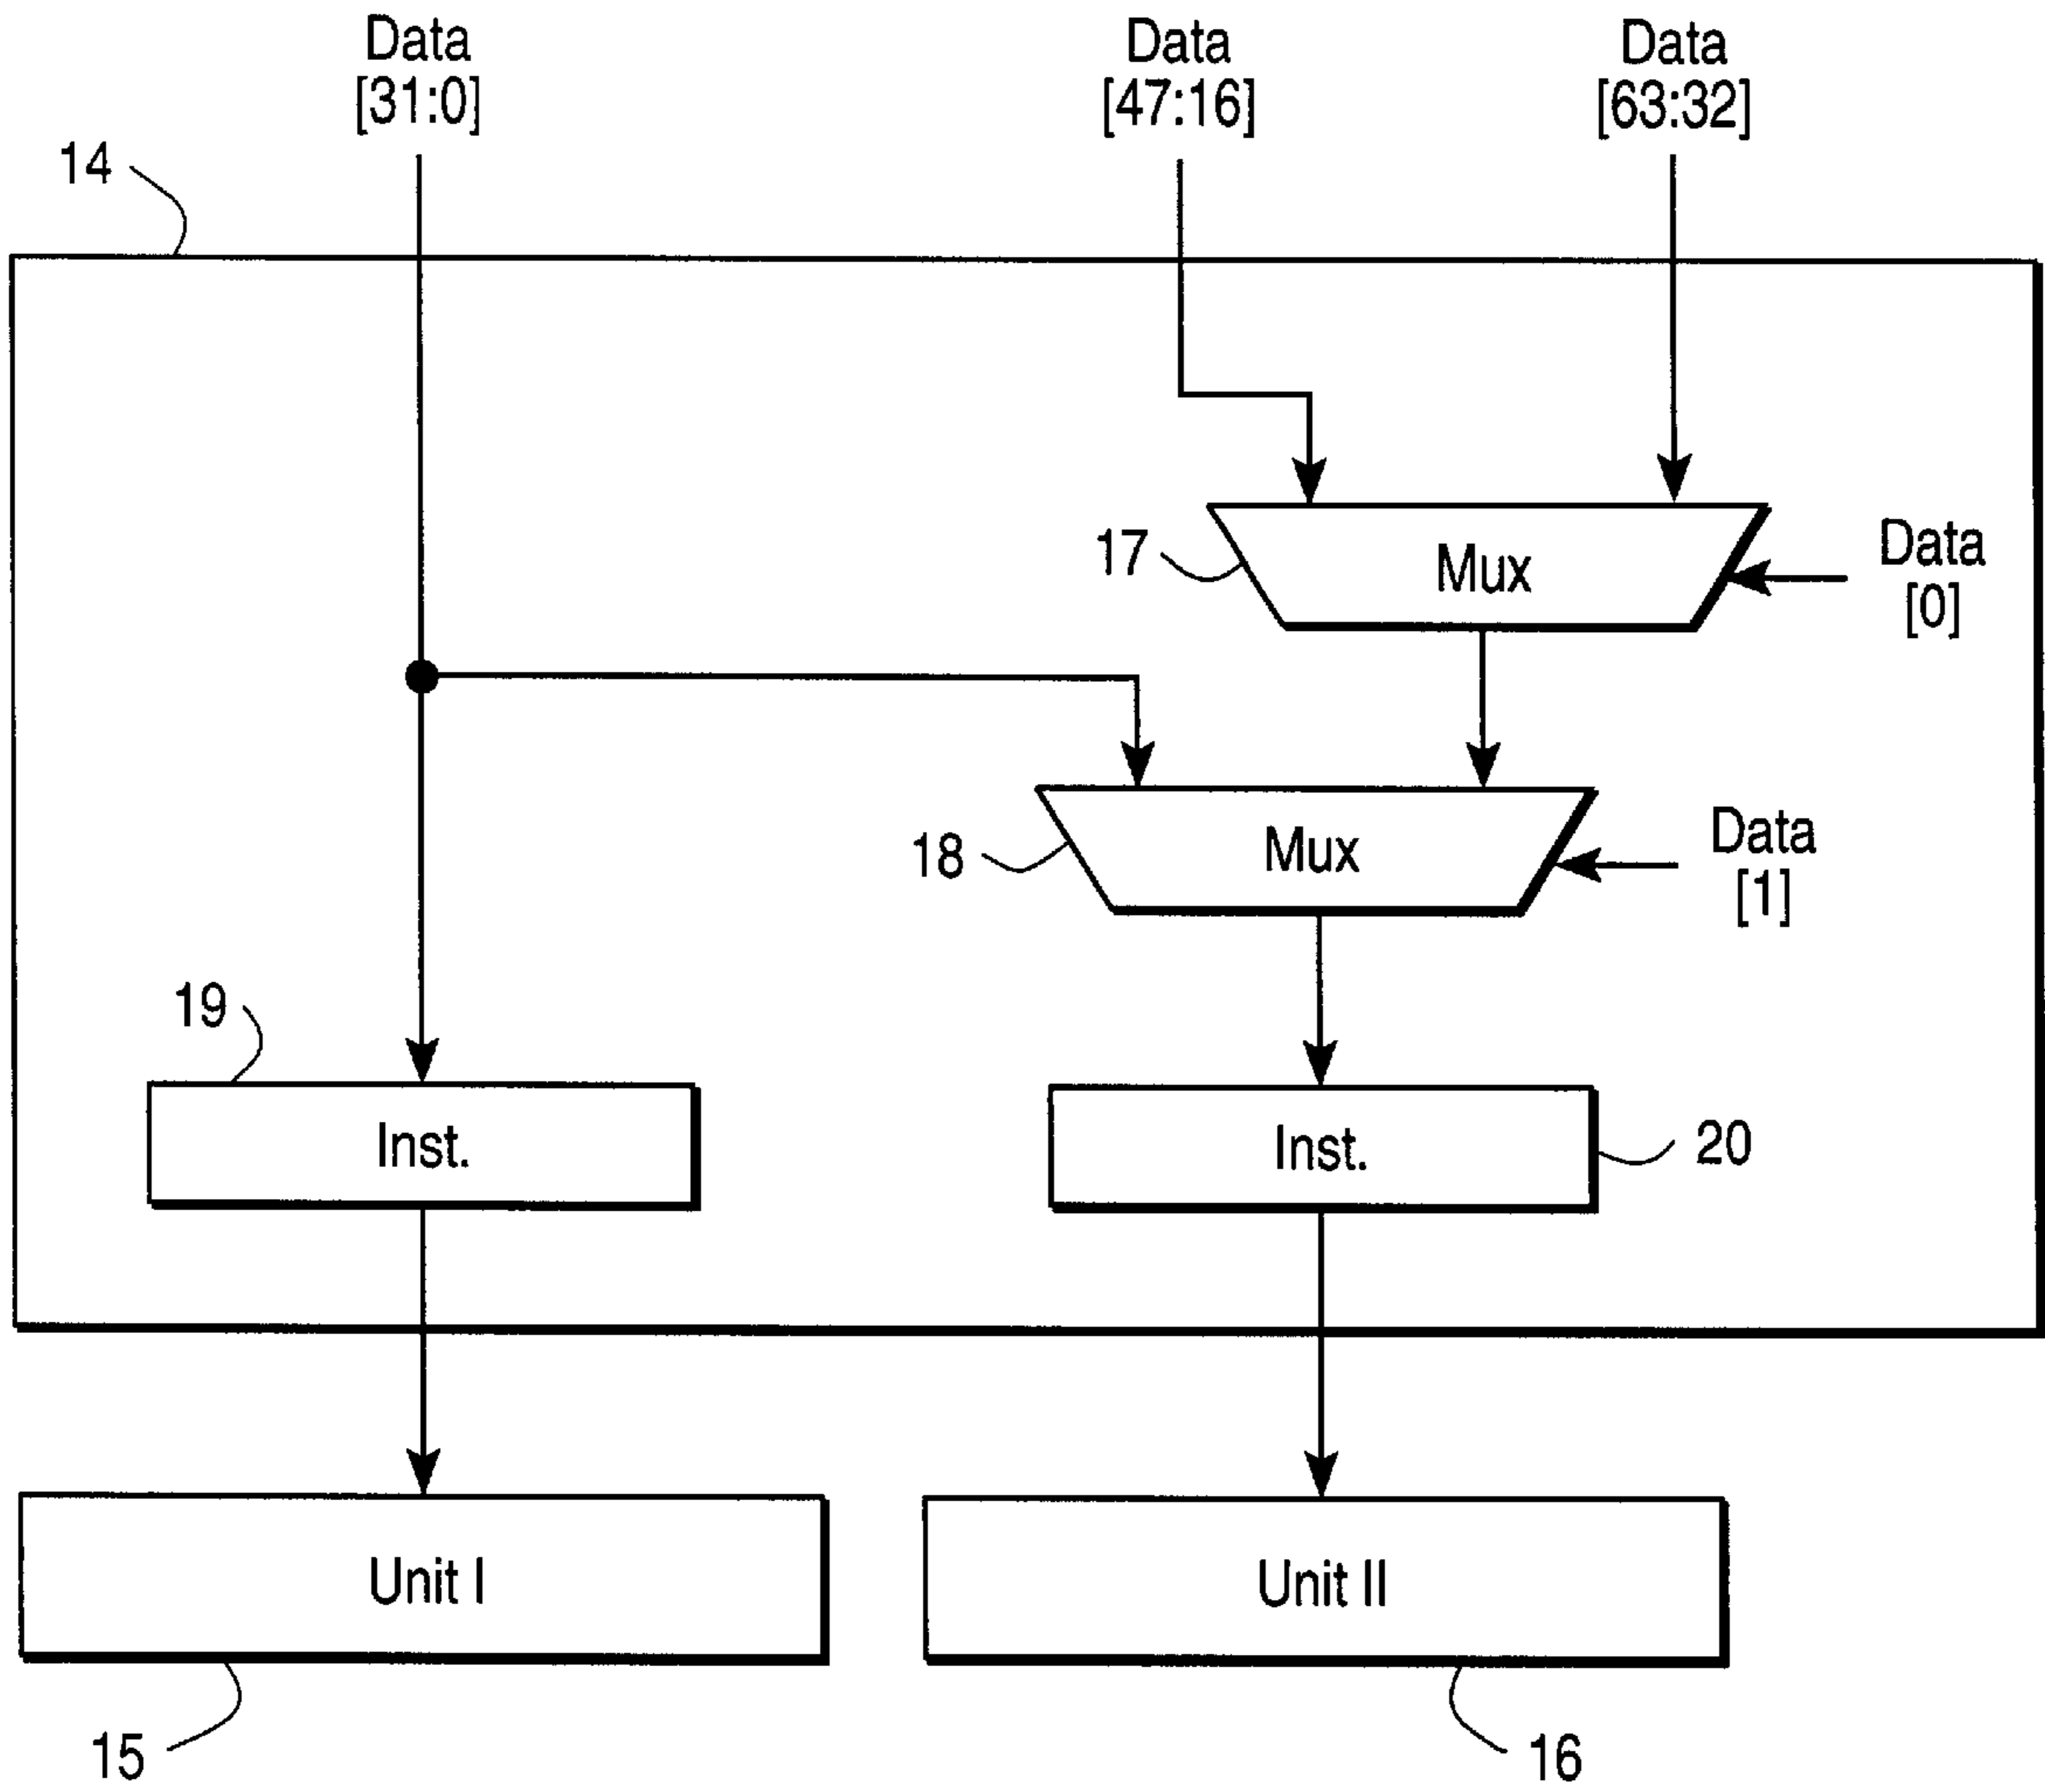 Data
[31:0]
Data
[47:16]
Data
[63:32]
14
17
Mux
Data
[0]
18
Mux
Data
[1]
19
Inst.
Inst.
20
Unit I
Unit II
15
16